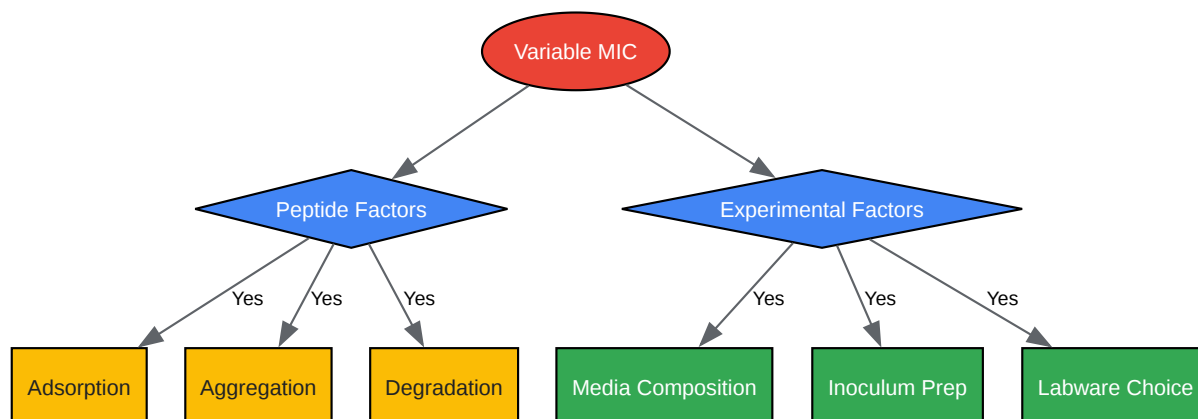 Variable MIC
Peptide Factors
Experimental Factors
Yes
Yes
Yes
Yes
Yes
Yes
Adsorption
Aggregation
Degradation
Media Composition
Inoculum Prep
Labware Choice